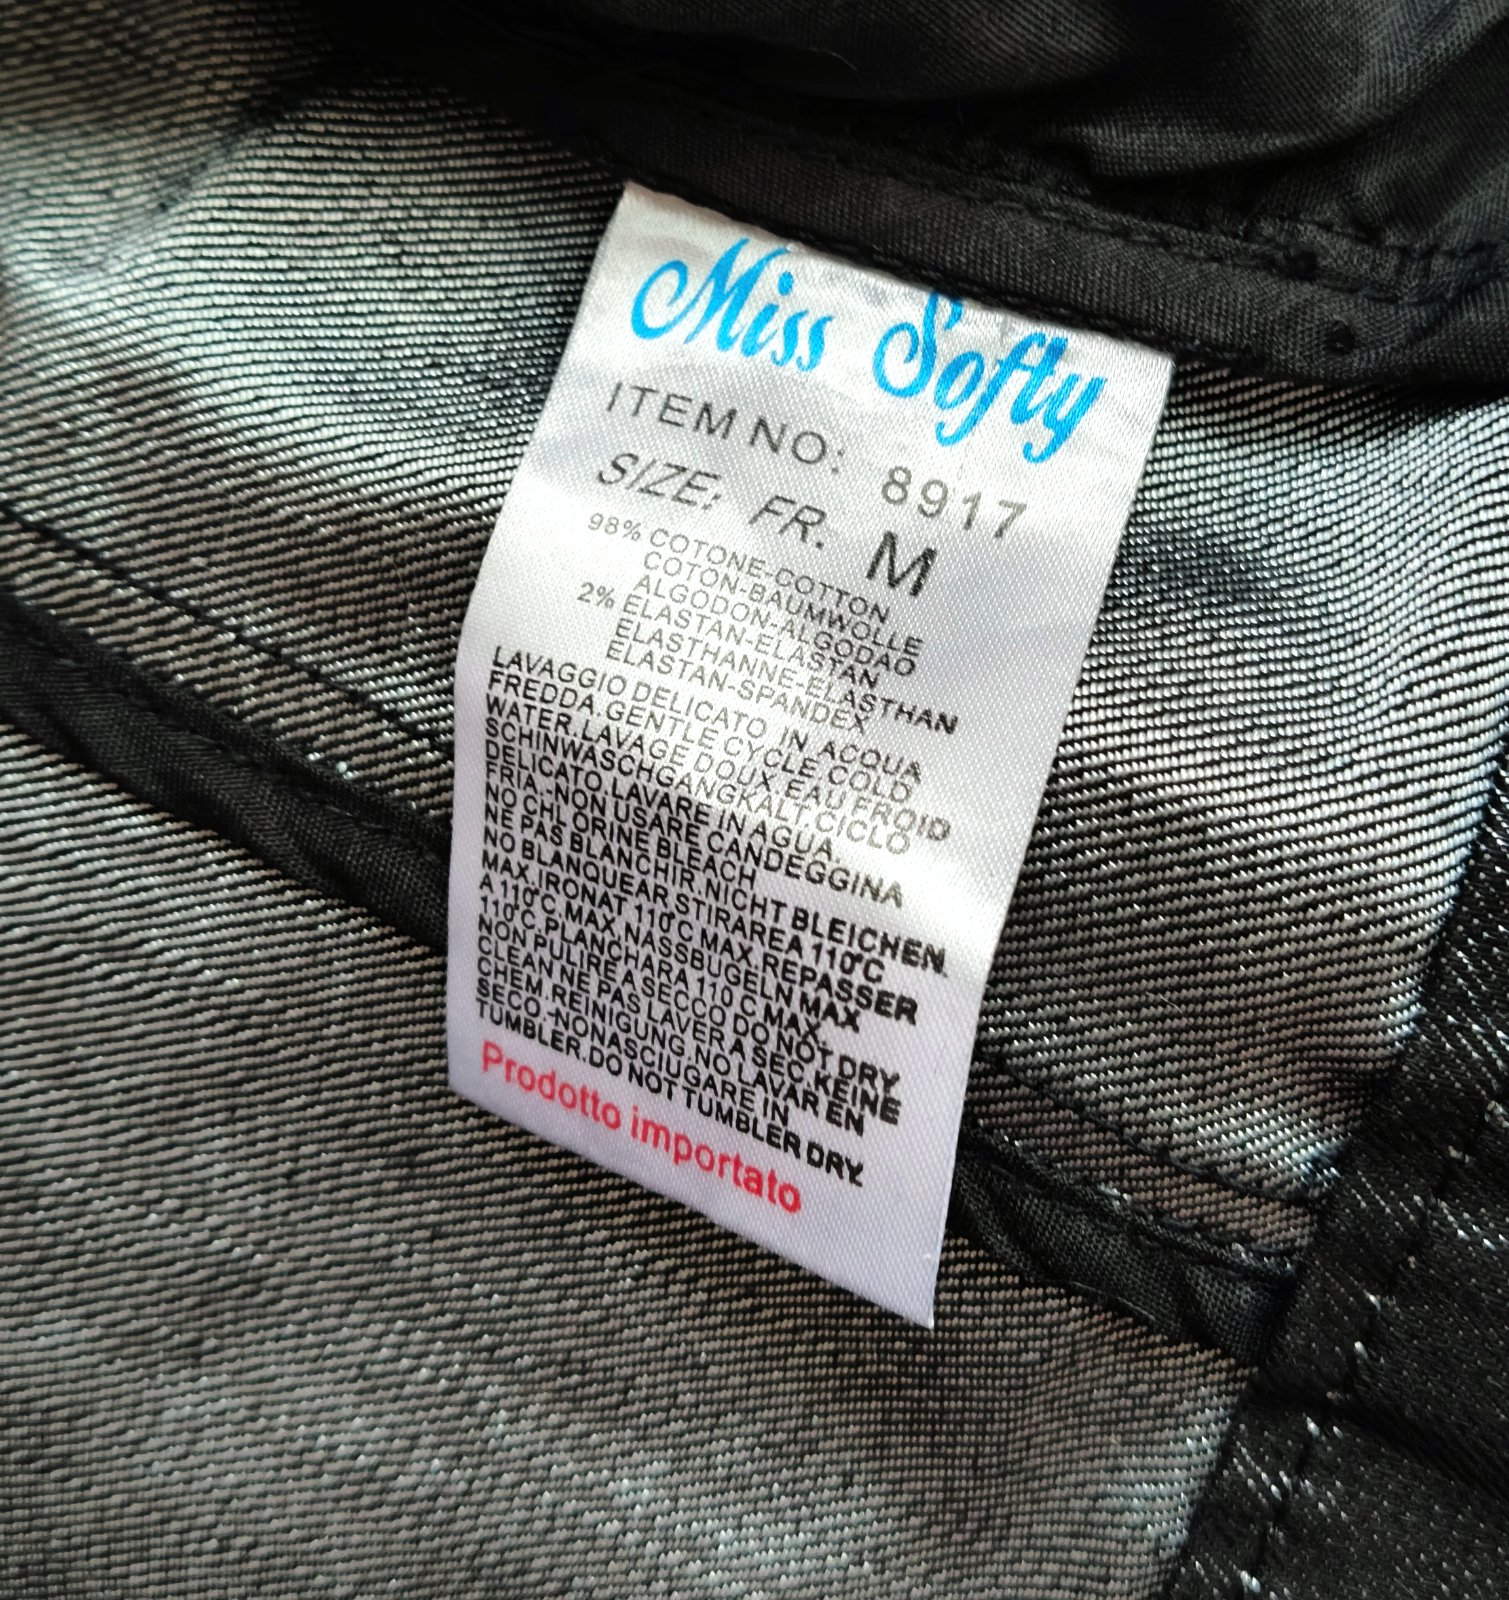 Miss Softy
ITEM NO: 8917
SIZE: FR. M
98% COTONE-COTTON
COTON-BAUMWOLLE
ALGODON-ALGODAO
2% ELASTAN-ELASTAN
ELASTHANNE-ELASTHAN
ELASTAN-SPANDEX
LAVAGGIO DELICATO IN ACQUA
FREDDA.GENTLE CYCLE COLD
WATER.LAVAGE DOUX.EAU FROID
SCHINWASCHGANGKALT.CICLO
DELICATO.LAVARE IN AGUA
FRIA.-NON USARE CANDEGGINA
NO CHLORINE BLEACH
NE PAS BLANCHIR.NICHT BLEICHEN.
NO BLANQUEAR STIRAREA 110°C
MAX.IRONAT 110°C MAX.REPASSER
A 110°C MAX.NASSBUGELN MAX
110°C.PLANCHARA 110°C MAX.
NON PULIRE A SECCO DO NOT DRY
CLEAN NE PAS LAVER A SEC.KEINE
CHEM.REINIGUNG.NO LAVAR EN
SECO.-NON ASCIUGARE IN
TUMBLER.DO NOT TUMBLER DRY.
Prodotto importato